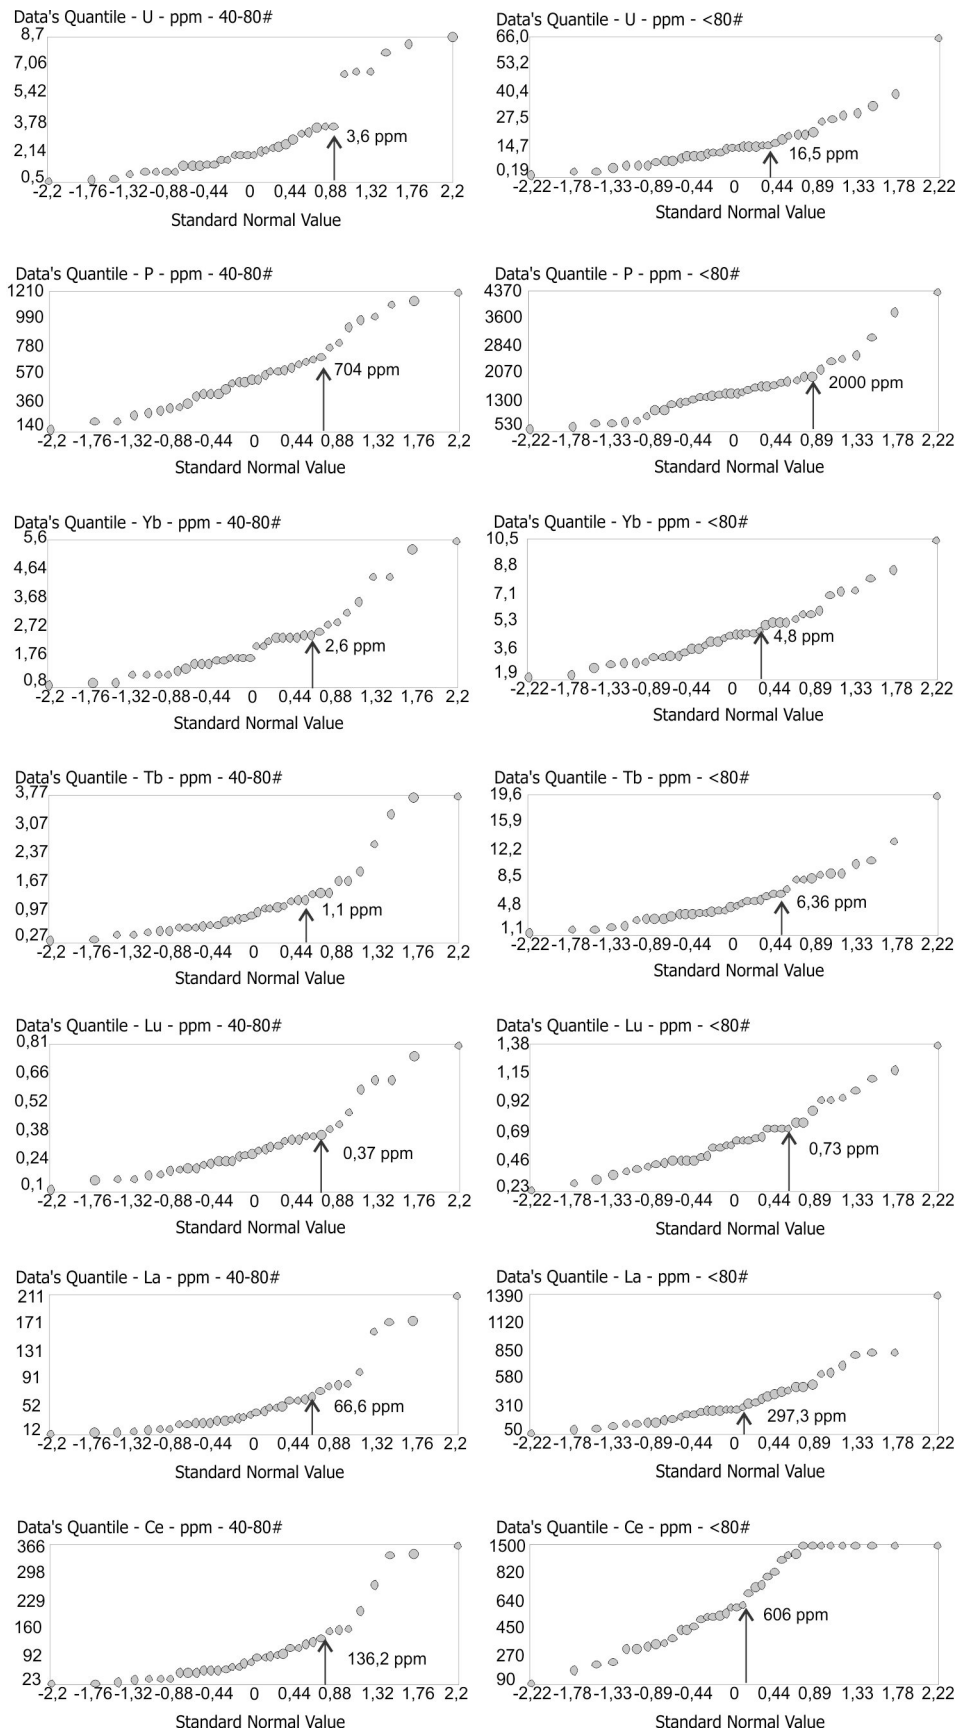 Data's Quantile - U - ppm - 40-80#
8,7
7,06
5,42
3,78
2,14
0,5
3,6 ppm
-2,2 -1,76 -1,33 -0,88 -0,44 0 0,44 0,88 1,32 1,76 2,2
Standard Normal Value
Data's Quantile - U - ppm - <80#
66,0
53,2
40,4
27,5
14,7
0,19
16,5 ppm
-2,22 -1,78 -1,33 -0,89 -0,44 0 0,44 0,89 1,33 1,78 2,22
Standard Normal Value
Data's Quantile - P - ppm - 40-80#
1210
990
780
570
360
140
704 ppm
-2,2 -1,76 -1,32 -0,88 -0,44 0 0,44 0,88 1,32 1,76 2,2
Standard Normal Value
Data's Quantile - P - ppm - <80#
4370
3600
2840
2070
1300
530
2000 ppm
-2,22 -1,78 -1,33 -0,89 -0,44 0 0,44 0,89 1,33 1,78 2,22
Standard Normal Value
Data's Quantile - Yb - ppm - 40-80#
5,6
4,64
3,68
2,72
1,76
0,8
2,6 ppm
-2,2 -1,76 -1,32 -0,88 -0,44 0 0,44 0,88 1,32 1,76 2,2
Standard Normal Value
Data's Quantile - Yb - ppm - <80#
10,5
8,8
7,1
5,3
3,6
1,9
4,8 ppm
-2,22 -1,78 -1,33 -0,89 -0,44 0 0,44 0,89 1,33 1,78 2,22
Standard Normal Value
Data's Quantile - Tb - ppm - 40-80#
3,77
3,07
2,37
1,67
0,97
0,27
1,1 ppm
-2,2 -1,76 -1,32 -0,88 -0,44 0 0,44 0,88 1,32 1,76 2,2
Standard Normal Value
Data's Quantile - Tb - ppm - <80#
19,6
15,9
12,2
8,5
4,8
1,1
6,36 ppm
-2,22 -1,78 -1,33 -0,89 -0,44 0 0,44 0,89 1,33 1,78 2,22
Standard Normal Value
Data's Quantile - Lu - ppm - 40-80#
0,81
0,66
0,52
0,38
0,24
0,1
0,37 ppm
-2,2 -1,76 -1,32 -0,88 -0,44 0 0,44 0,88 1,32 1,76 2,2
Standard Normal Value
Data's Quantile - Lu - ppm - <80#
1,38
1,15
0,92
0,69
0,46
0,23
0,73 ppm
-2,22 -1,78 -1,33 -0,89 -0,44 0 0,44 0,89 1,33 1,78 2,22
Standard Normal Value
Data's Quantile - La - ppm - 40-80#
211
171
131
91
52
12
66,6 ppm
-2,2 -1,76 -1,32 -0,88 -0,44 0 0,44 0,88 1,32 1,76 2,2
Standard Normal Value
Data's Quantile - La - ppm - <80#
1390
1120
850
580
310
50
297,3 ppm
-2,22 -1,78 -1,33 -0,89 -0,44 0 0,44 0,89 1,33 1,78 2,22
Standard Normal Value
Data's Quantile - Ce - ppm - 40-80#
366
298
229
160
92
23
136,2 ppm
-2,2 -1,76 -1,32 -0,88 -0,44 0 0,44 0,88 1,32 1,76 2,2
Standard Normal Value
Data's Quantile - Ce - ppm - <80#
1500
820
640
450
270
90
606 ppm
-2,22 -1,78 -1,33 -0,89 -0,44 0 0,44 0,89 1,33 1,78 2,22
Standard Normal Value